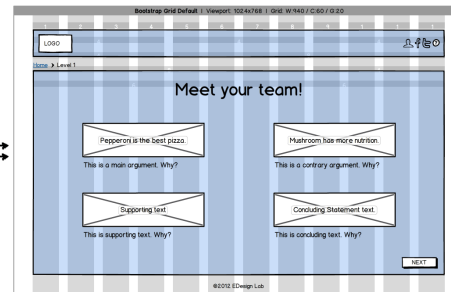 Bootstrap Grid Default | Viewport: 1024x768 | Grid: W:940 / C:60 / G:20
1 2 3 4 5 6 7 8 9 1 1 1
LOGO
Home > Level 1
Meet your team!
Pepperoni is the best pizza. Mushroom has more nutrition.
This is a main argument. Why? This is a contrary argument. Why?
Supporting text Concluding Statement text.
This is supporting text. Why? This is concluding text. Why?
NEXT
©2012 EDesign Lab